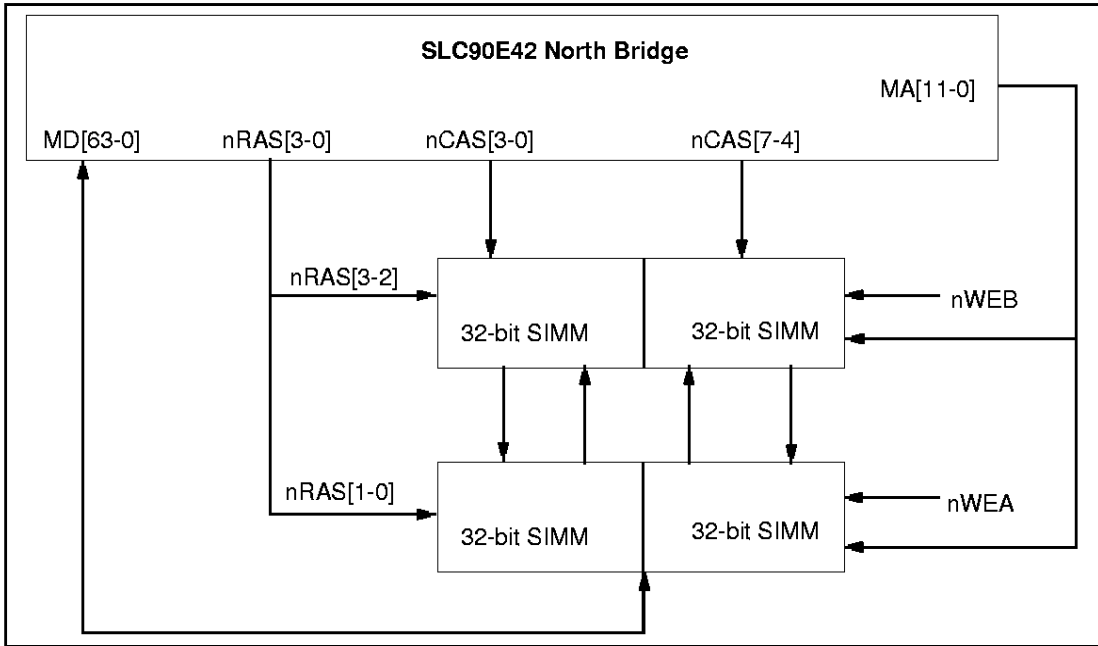 SLC90E42 North Bridge
MA[11-0]
MD[63-0] nRAS[3-0] nCAS[3-0] nCAS[7-4]
nRAS[3-2]
nWEB
32-bit SIMM 32-bit SIMM
nRAS[1-0]
nWEA
32-bit SIMM 32-bit SIMM